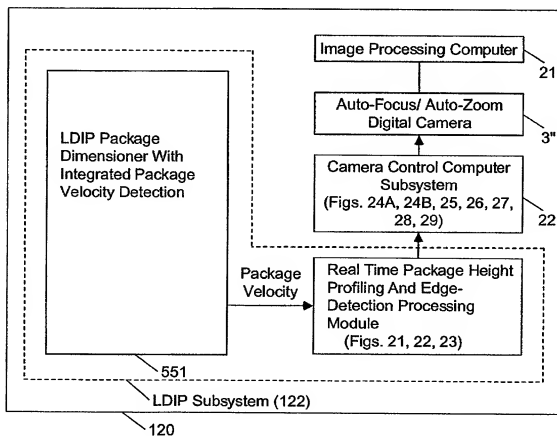 Image Processing Computer
21
Auto-Focus/ Auto-Zoom
Digital Camera
3"
LDIP Package
Dimensioner With
Integrated Package
Velocity Detection
Camera Control Computer
Subsystem
(Figs. 24A, 24B, 25, 26, 27,
28, 29)
22
Package
Velocity
Real Time Package Height
Profiling And Edge-
Detection Processing
Module
(Figs. 21, 22, 23)
551
LDIP Subsystem (122)
120